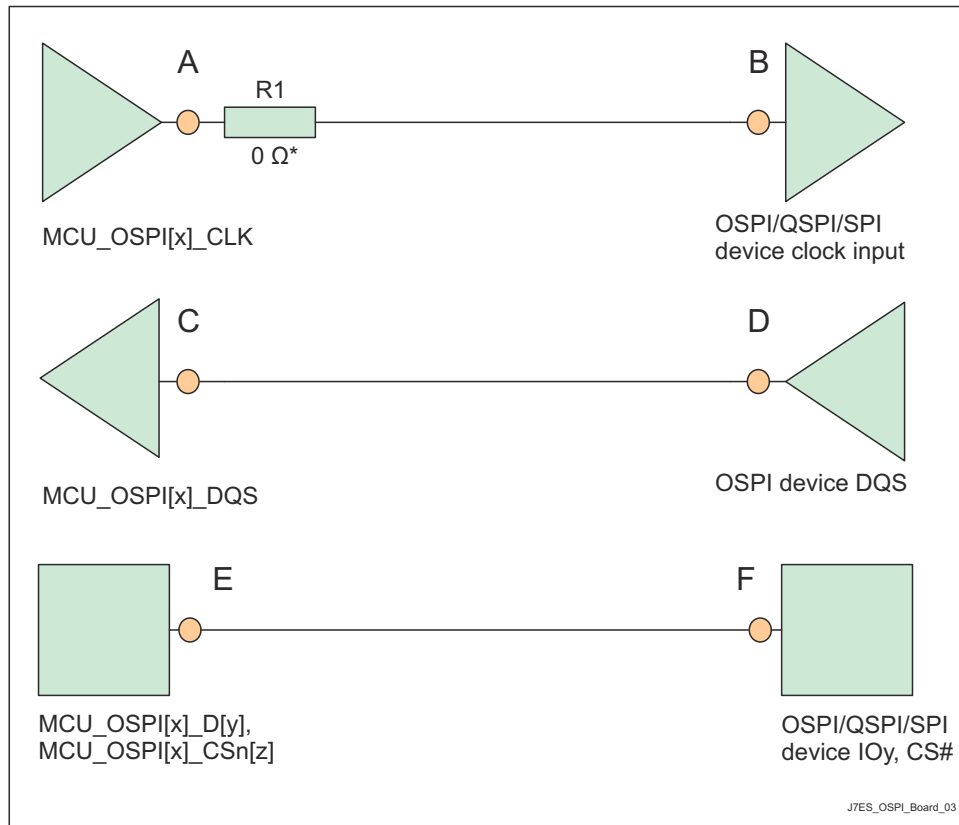 A
B
R1
0 Ω*
MCU_OSPI[x]_CLK
OSPI/QSPI/SPI
device clock input
C
D
MCU_OSPI[x]_DQS
OSPI device DQS
E
F
MCU_OSPI[x]_D[y],
MCU_OSPI[x]_CSn[z]
OSPI/QSPI/SPI
device IOy, CS#
J7ES_OSPI_Board_03